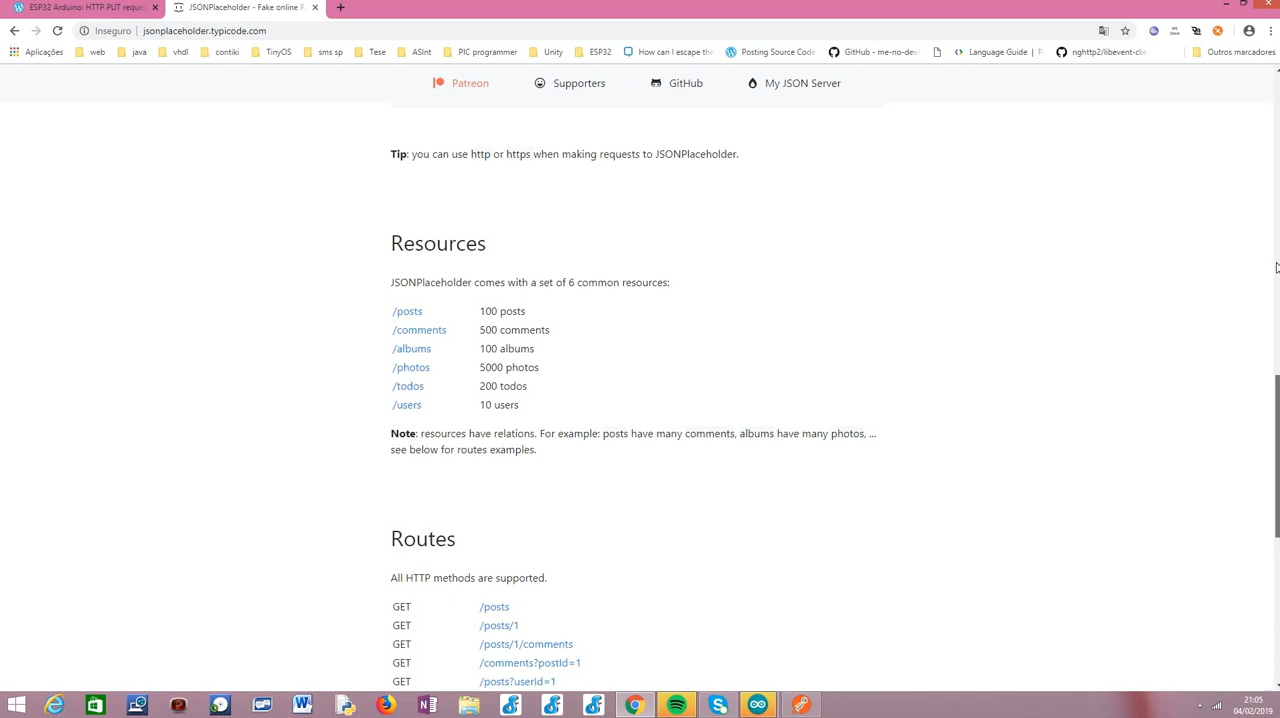 ESP32 Arduino: HTTP PUT reque
JSONPlaceholder - Fake online R
Inseguro | jsonplaceholder.typicode.com
Aplicações web java vhdl contiki TinyOS sms sp Tese ASInt PIC programmer Unity ESP32 How can I escape the Posting Source Code GitHub - me-no-dev Language Guide | P nghttp2/libevent-clie Outros marcadores
Patreon Supporters GitHub My JSON Server
Tip: you can use http or https when making requests to JSONPlaceholder.
Resources
JSONPlaceholder comes with a set of 6 common resources:
/posts 100 posts
/comments 500 comments
/albums 100 albums
/photos 5000 photos
/todos 200 todos
/users 10 users
Note: resources have relations. For example: posts have many comments, albums have many photos, ...
see below for routes examples.
Routes
All HTTP methods are supported.
GET /posts
GET /posts/1
GET /posts/1/comments
GET /comments?postId=1
GET /posts?userId=1
21:05
04/02/2019